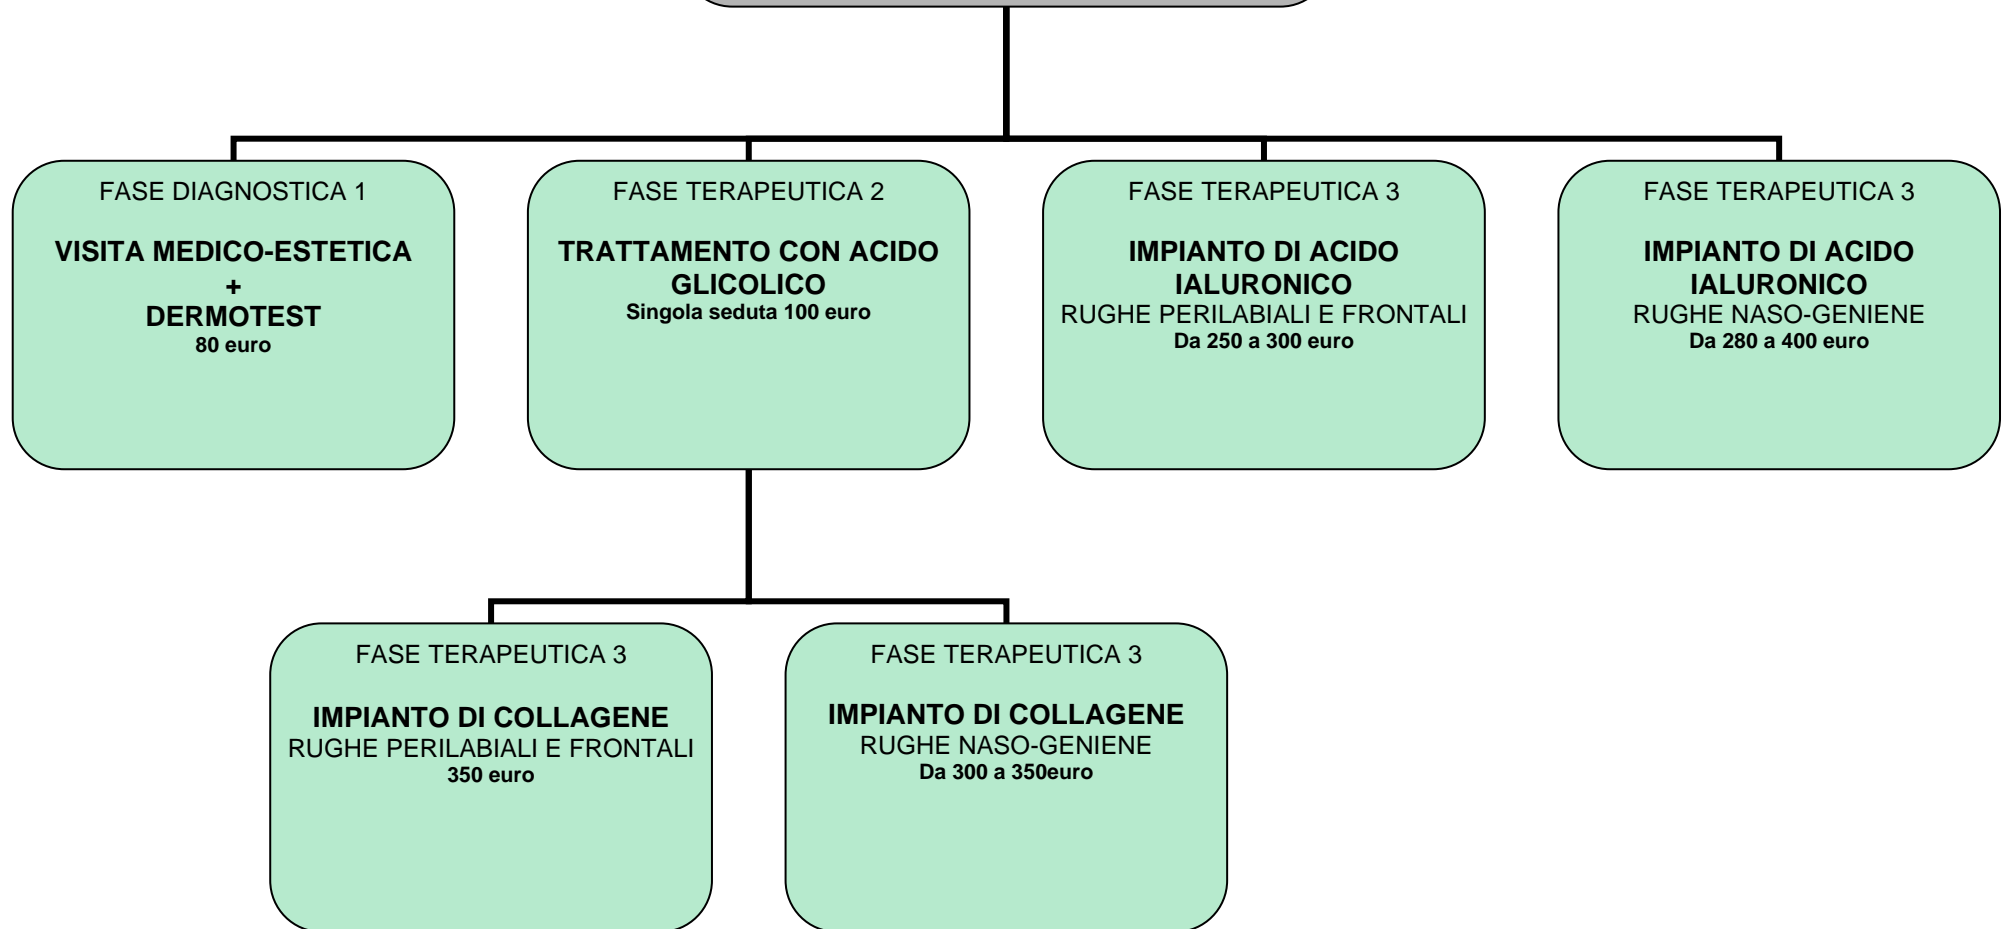 FASE DIAGNOSTICA 1
VISITA MEDICO-ESTETICA
+
DERMOTEST
80 euro
FASE TERAPEUTICA 2
TRATTAMENTO CON ACIDO
GLICOLICO
Singola seduta 100 euro
FASE TERAPEUTICA 3
IMPIANTO DI ACIDO
IALURONICO
RUGHE PERILABIALI E FRONTALI
Da 250 a 300 euro
FASE TERAPEUTICA 3
IMPIANTO DI ACIDO
IALURONICO
RUGHE NASO-GENIENE
Da 280 a 400 euro
FASE TERAPEUTICA 3
IMPIANTO DI COLLAGENE
RUGHE PERILABIALI E FRONTALI
350 euro
FASE TERAPEUTICA 3
IMPIANTO DI COLLAGENE
RUGHE NASO-GENIENE
Da 300 a 350euro